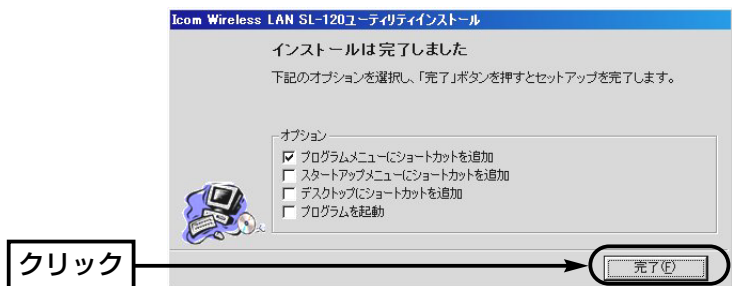 Icom Wireless LAN SL-120ユーティリティインストール
インストールは完了しました
下記のオプションを選択し、「完了」ボタンを押すとセットアップを完了します。
オプション
プログラムメニューにショートカットを追加
スタートアップメニューにショートカットを追加
デスクトップにショートカットを追加
プログラムを起動
クリック
完了(F)